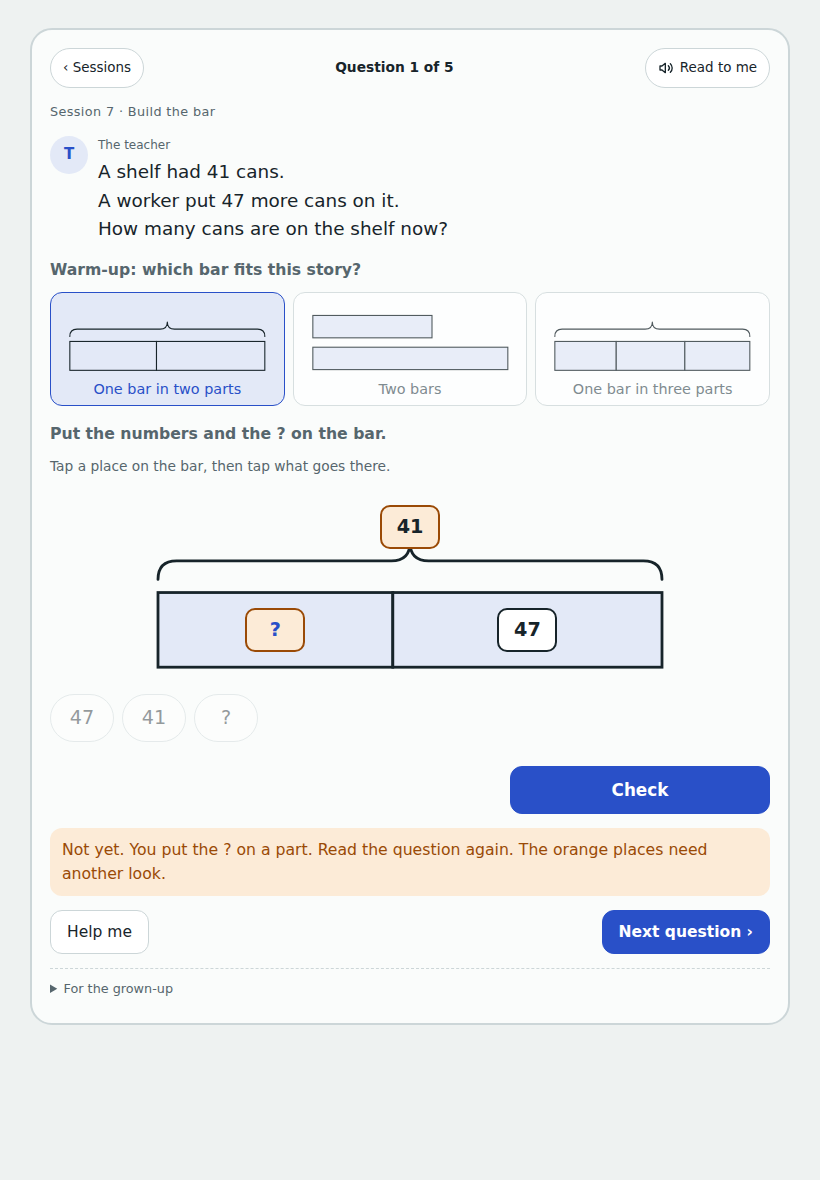 ‹ Sessions
Question 1 of 5
Read to me
Session 7 · Build the bar
T
The teacher
A shelf had 41 cans.
A worker put 47 more cans on it.
How many cans are on the shelf now?
Warm-up: which bar fits this story?
One bar in two parts
Two bars
One bar in three parts
Put the numbers and the ? on the bar.
Tap a place on the bar, then tap what goes there.
41
?
47
47
41
?
Check
Not yet. You put the ? on a part. Read the question again. The orange places need
another look.
Help me
Next question ›
▶ For the grown-up